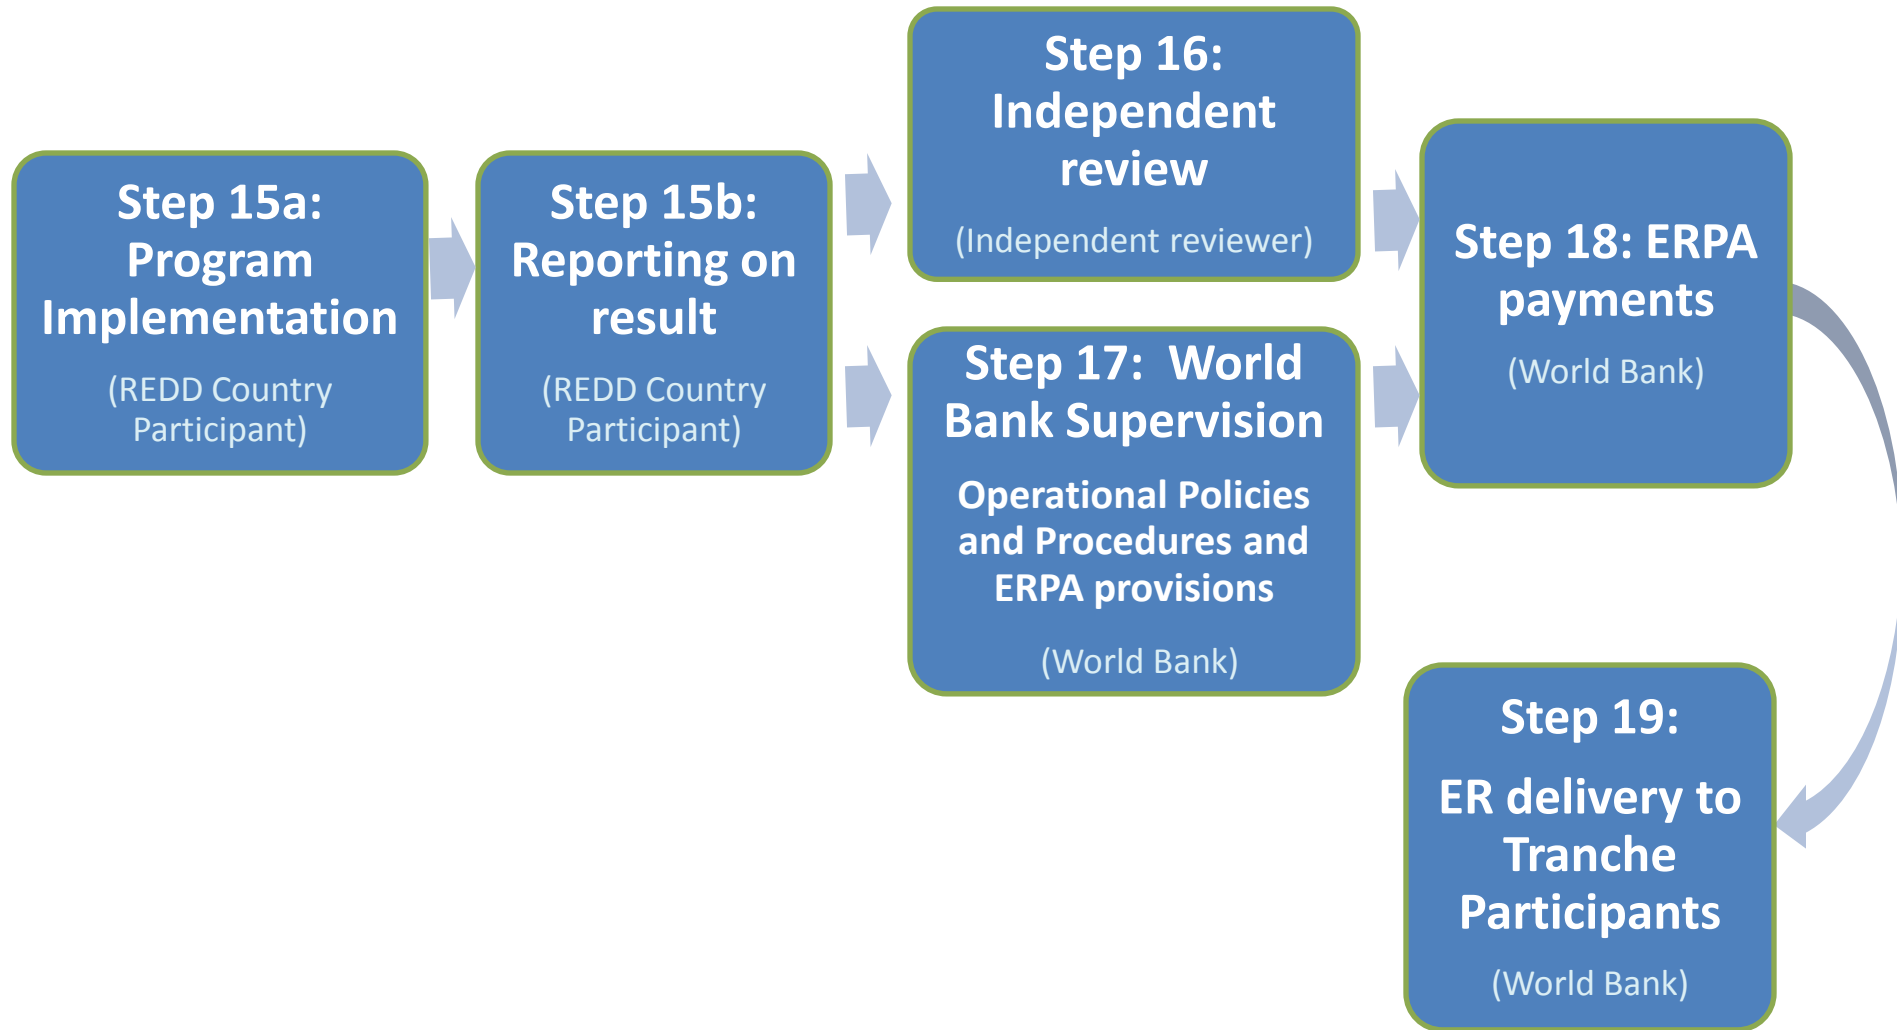 Step 15a:
Program
Implementation
(REDD Country
Participant)
Step 15b:
Reporting on
result
(REDD Country
Participant)
Step 16:
Independent
review
(Independent reviewer)
Step 17:  World
Bank Supervision
Operational Policies
and Procedures and
ERPA provisions
(World Bank)
Step 18: ERPA
payments
(World Bank)
Step 19:
ER delivery to
Tranche
Participants
(World Bank)